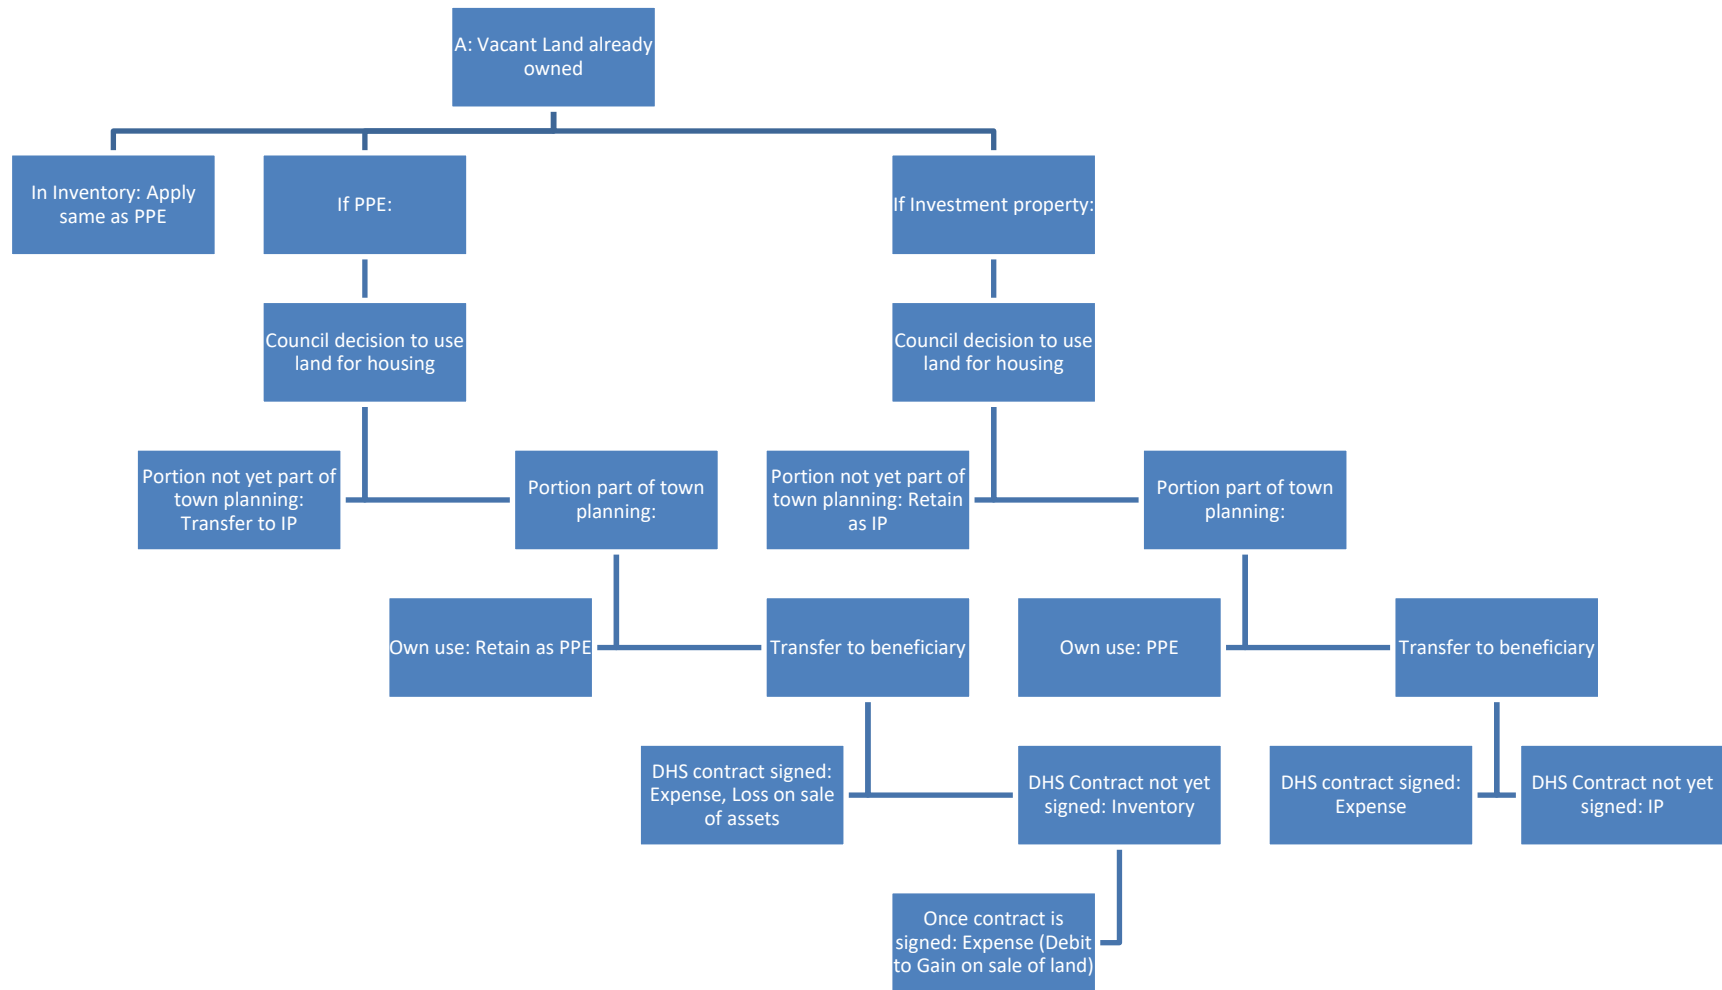 A: Vacant Land already
owned
In Inventory: Apply
same as PPE
If PPE:
If Investment property:
Council decision to use
land for housing
Council decision to use
land for housing
Portion not yet part of
town planning:
Transfer to IP
Portion part of town
planning:
Portion not yet part of
town planning: Retain
as IP
Portion part of town
planning:
Own use: Retain as PPE
Transfer to beneficiary
Own use: PPE
Transfer to beneficiary
DHS contract signed:
Expense, Loss on sale
of assets
DHS Contract not yet
signed: Inventory
DHS contract signed:
Expense
DHS Contract not yet
signed: IP
Once contract is
signed: Expense (Debit
to Gain on sale of land)